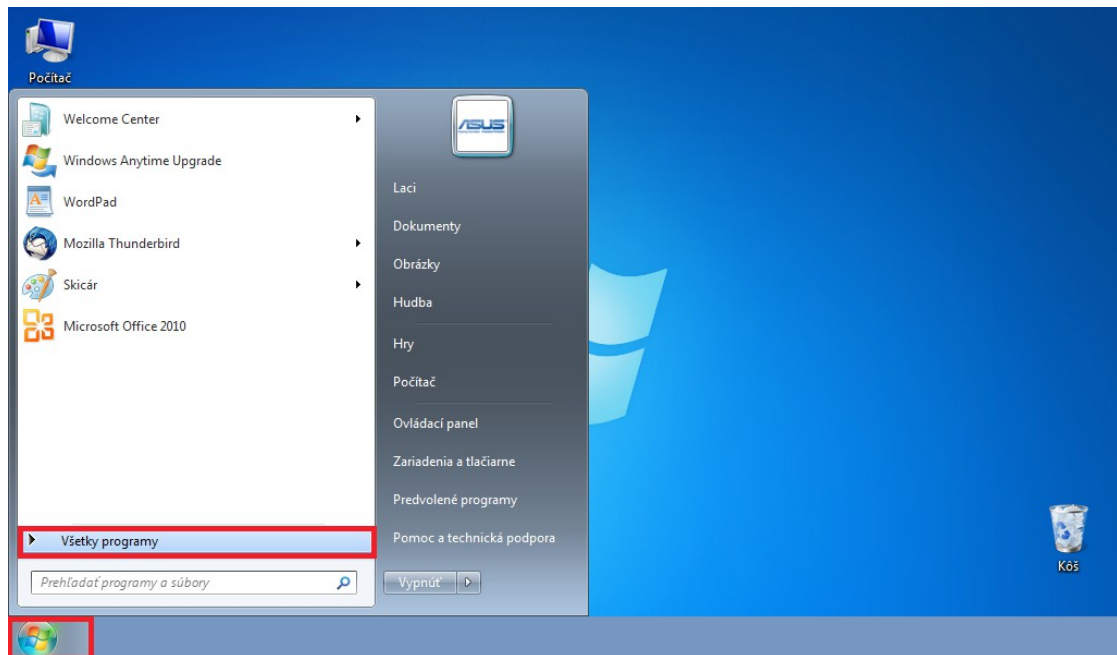 Počítač
Welcome Center
Windows Anytime Upgrade
WordPad
Mozilla Thunderbird
Skicár
Microsoft Office 2010
Všetky programy
Prehľadať programy a súbory
ASUS
Laci
Dokumenty
Obrázky
Hudba
Hry
Počítač
Ovládací panel
Zariadenia a tlačiarne
Predvolené programy
Pomoc a technická podpora
Vypnúť
Kôš